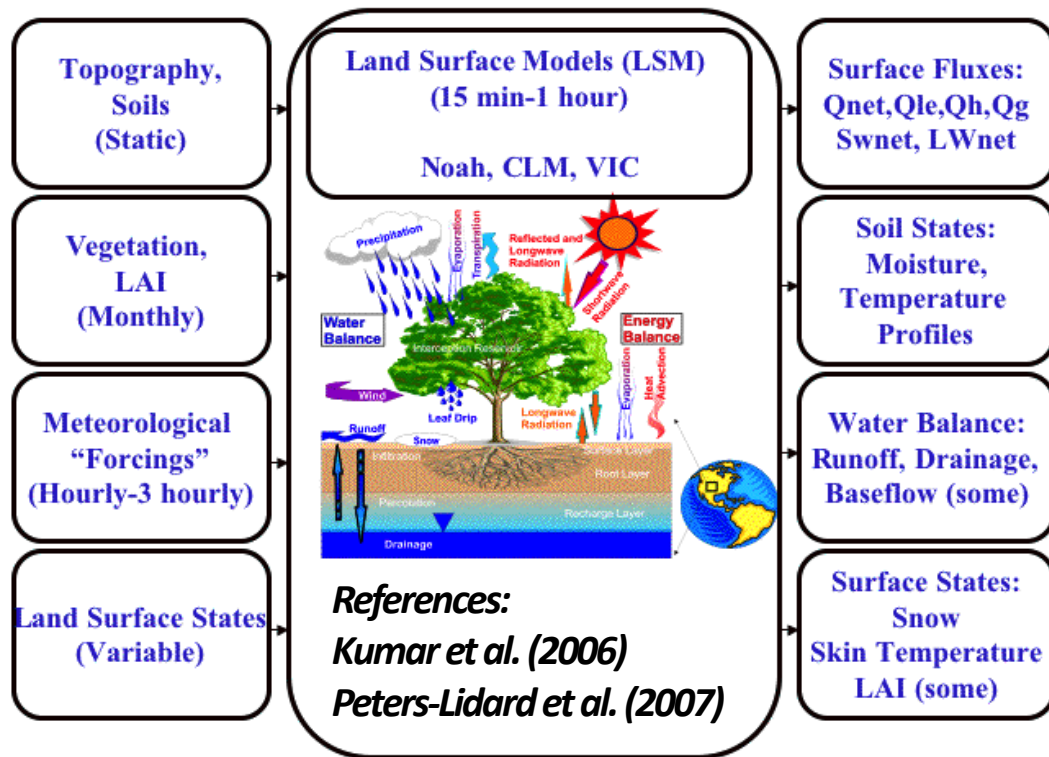 Topography,
Soils
(Static)
Vegetation,
LAI
(Monthly)
Meteorological
“Forcings”
(Hourly-3 hourly)
Land Surface States
(Variable)
Land Surface Models (LSM)
(15 min-1 hour)
Noah, CLM, VIC
Precipitation
Evaporation
Transpiration
Reflected and
Longwave
Radiation
Shortwave
Radiation
Water
Balance
Interception Reservoir
Energy
Balance
Wind
Leaf Drip
Longwave
Radiation
Evaporation
Heat
Advection
Runoff
Snow
Infiltration
Surface Layer
Root Layer
Percolation
Recharge Layer
Drainage
References:
Kumar et al. (2006)
Peters-Lidard et al. (2007)
Surface Fluxes:
Qnet,Qle,Qh,Qg
Swnet, LWnet
Soil States:
Moisture,
Temperature
Profiles
Water Balance:
Runoff, Drainage,
Baseflow (some)
Surface States:
Snow
Skin Temperature
LAI (some)